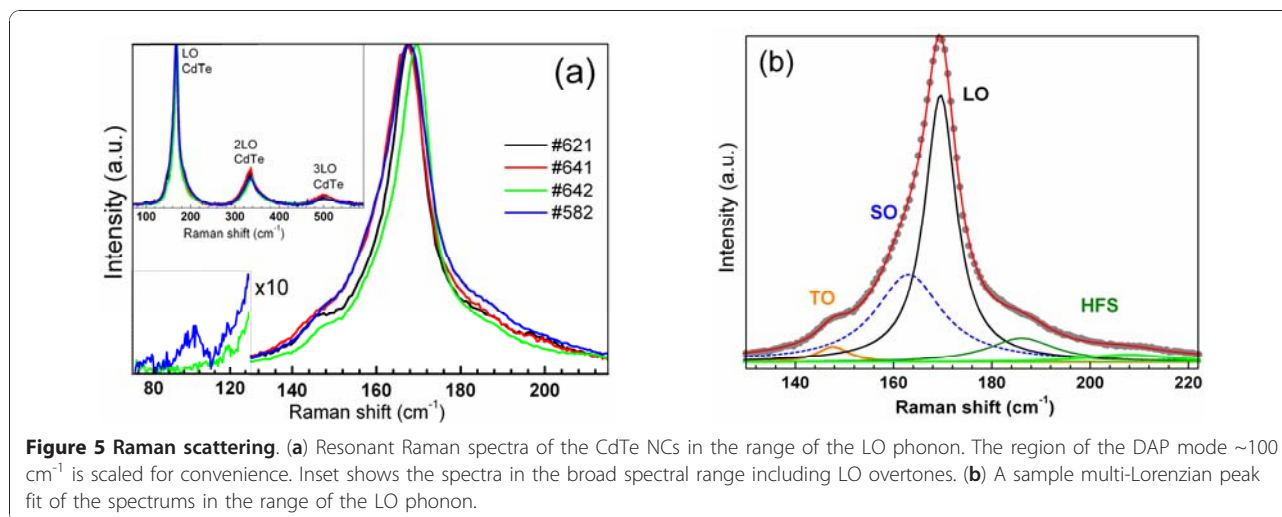 LO
CdTe
2LO
CdTe
3LO
CdTe
100 200 300 400 500
Raman shift (cm-1)
(a)
#621
#641
#642
#582
x10
Intensity (a.u.)
80 120 140 160 180 200
Raman shift (cm-1)
(b)
LO
SO
TO
HFS
Intensity (a.u.)
140 160 180 200 220
Raman shift (cm-1)
Figure 5 Raman scattering. (a) Resonant Raman spectra of the CdTe NCs in the range of the LO phonon. The region of the DAP mode ~100
cm-1 is scaled for convenience. Inset shows the spectra in the broad spectral range including LO overtones. (b) A sample multi-Lorenzian peak
fit of the spectrums in the range of the LO phonon.